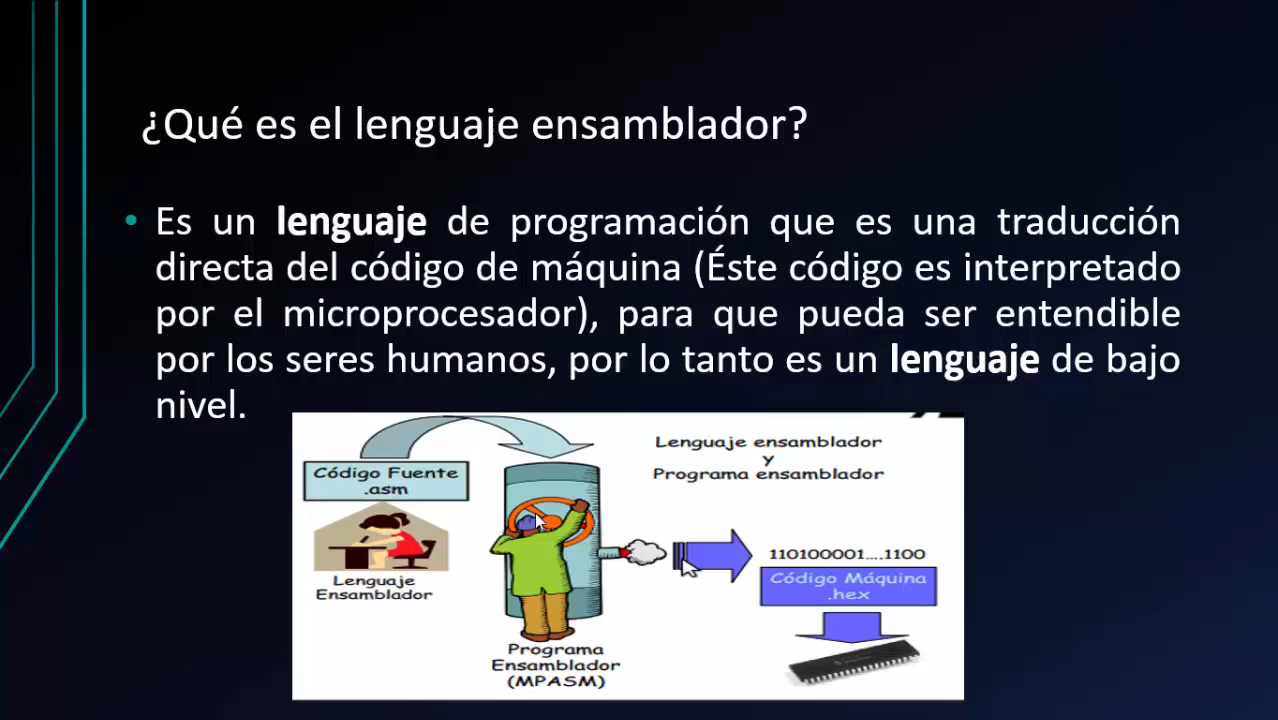 ¿Qué es el lenguaje ensamblador?
• Es un lenguaje de programación que es una traducción
directa del código de máquina (Éste código es interpretado
por el microprocesador), para que pueda ser entendible
por los seres humanos, por lo tanto es un lenguaje de bajo
nivel.
Lenguaje ensamblador
y
Programa ensamblador
Código Fuente
.asm
Lenguaje
Ensamblador
Programa
Ensamblador
(MPASM)
110100001....1100
Código Máquina
.hex